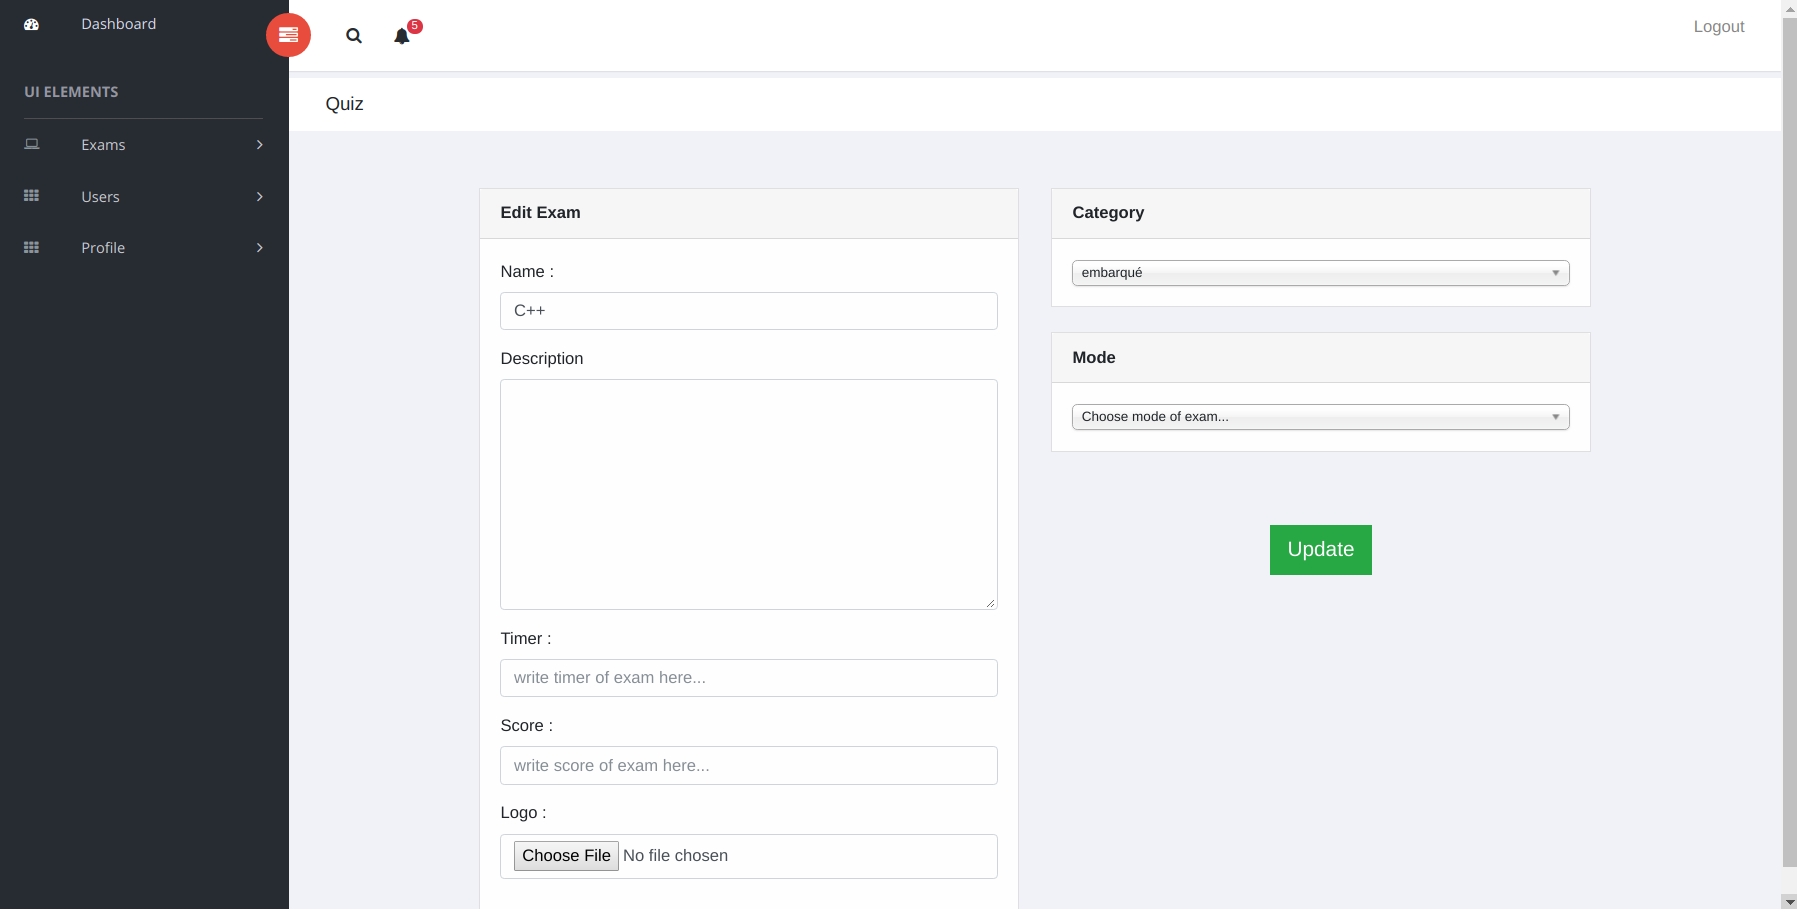 Dashboard
UI ELEMENTS
Exams
Users
Profile
5
Logout
Quiz
Edit Exam
Name :
C++
Description
Timer :
write timer of exam here...
Score :
write score of exam here...
Logo :
Choose File No file chosen
Category
embarqué
Mode
Choose mode of exam...
Update